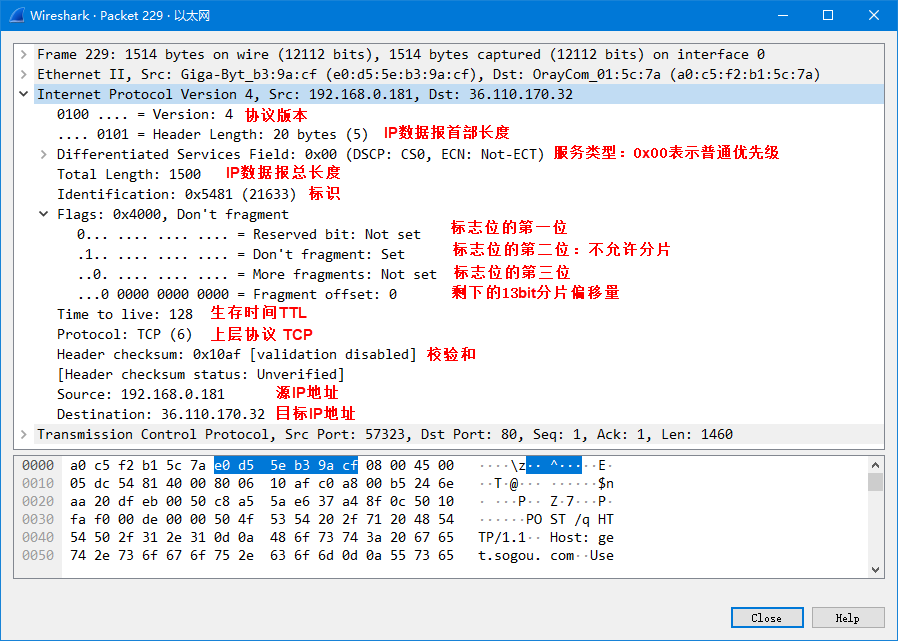 Wireshark · Packet 229 · 以太网
Frame 229: 1514 bytes on wire (12112 bits), 1514 bytes captured (12112 bits) on interface 0
Ethernet II, Src: Giga-Byt_b3:9a:cf (e0:d5:5e:b3:9a:cf), Dst: OrayCom_01:5c:7a (a0:c5:f2:b1:5c:7a)
Internet Protocol Version 4, Src: 192.168.0.181, Dst: 36.110.170.32
0100 .... = Version: 4 协议版本
.... 0101 = Header Length: 20 bytes (5) IP数据报首部长度
Differentiated Services Field: 0x00 (DSCP: CS0, ECN: Not-ECT) 服务类型：0x00表示普通优先级
Total Length: 1500 IP数据报总长度
Identification: 0x5481 (21633) 标识
Flags: 0x4000, Don't fragment
0... .... .... .... = Reserved bit: Not set 标志位的第一位
.1.. .... .... .... = Don't fragment: Set 标志位的第二位：不允许分片
..0. .... .... .... = More fragments: Not set 标志位的第三位
...0 0000 0000 0000 = Fragment offset: 0 剩下的13bit分片偏移量
Time to live: 128 生存时间TTL
Protocol: TCP (6) 上层协议 TCP
Header checksum: 0x10af [validation disabled] 校验和
[Header checksum status: Unverified]
Source: 192.168.0.181 源IP地址
Destination: 36.110.170.32 目标IP地址
Transmission Control Protocol, Src Port: 57323, Dst Port: 80, Seq: 1, Ack: 1, Len: 1460
0000 a0 c5 f2 b1 5c 7a e0 d5 5e b3 9a cf 08 00 45 00 ····\z·· ^·····E·
0010 05 dc 54 81 40 00 80 06 10 af c0 a8 00 b5 24 6e ··T·@··· ······$n
0020 aa 20 df eb 00 50 c8 a5 5a e6 37 a4 8f 0c 50 10 · ···P·· Z·7···P·
0030 fa f0 00 de 00 00 50 4f 53 54 20 2f 71 20 48 54 ······PO ST /q HT
0040 54 50 2f 31 2e 31 0d 0a 48 6f 73 74 3a 20 67 65 TP/1.1·· Host: ge
0050 74 2e 73 6f 67 6f 75 2e 63 6f 6d 0d 0a 55 73 65 t.sogou. com··Use
Close Help